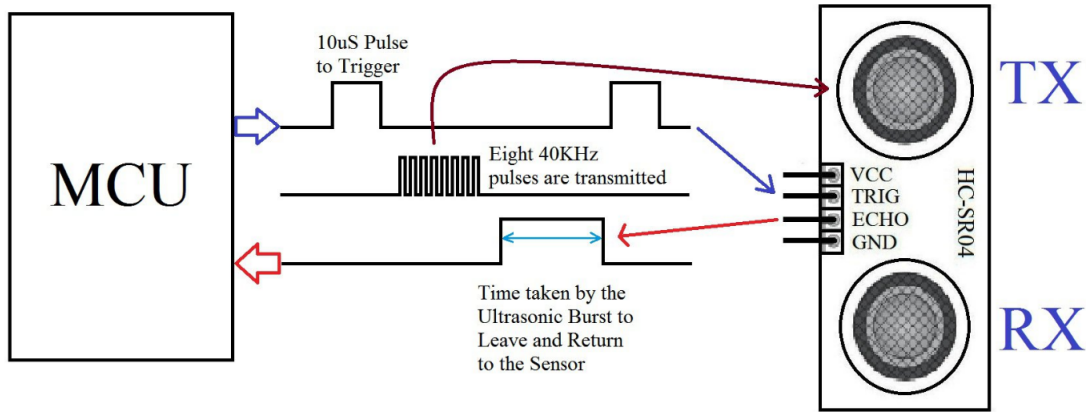 MCU
10uS Pulse
to Trigger
Eight 40KHz
pulses are transmitted
Time taken by the
Ultrasonic Burst to
Leave and Return
to the Sensor
VCC
TRIG
ECHO
GND
HC-SR04
TX
RX